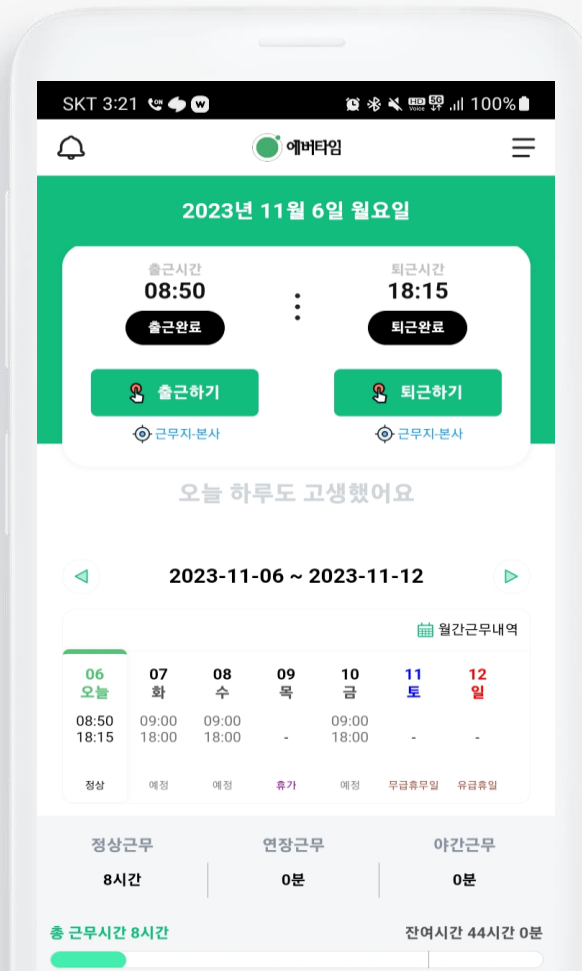 SKT 3:21 W HD Voice 5G 100%
에버타임
2023년 11월 6일 월요일
출근시간 퇴근시간
08:50 : 18:15
출근완료 퇴근완료
출근하기 퇴근하기
근무지-본사 근무지-본사
오늘 하루도 고생했어요
2023-11-06 ~ 2023-11-12
월간근무내역
06 07 08 09 10 11 12
오늘 화 수 목 금 토 일
08:50 09:00 09:00 09:00
18:15 18:00 18:00 - 18:00 - -
정상 예정 예정 휴가 예정 무급휴무일 유급휴일
정상근무 연장근무 야간근무
8시간 0분 0분
총 근무시간 8시간 잔여시간 44시간 0분